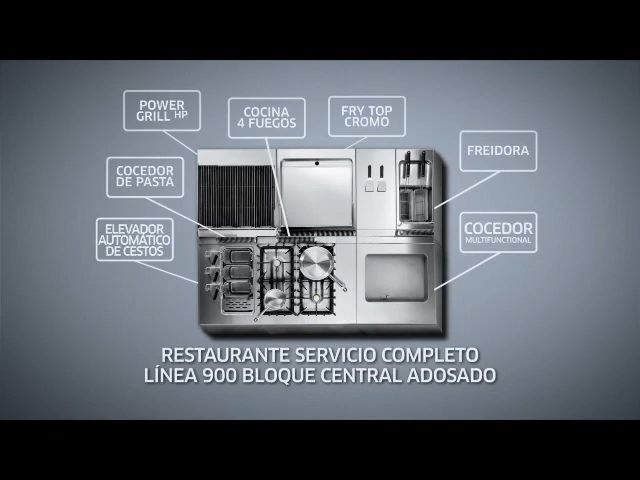 POWER
GRILL HP
COCINA
4 FUEGOS
FRY TOP
CROMO
FREIDORA
COCEDOR
DE PASTA
ELEVADOR
AUTOMÁTICO
DE CESTOS
COCEDOR
MULTIFUNCTIONAL
RESTAURANTE SERVICIO COMPLETO
LÍNEA 900 BLOQUE CENTRAL ADOSADO